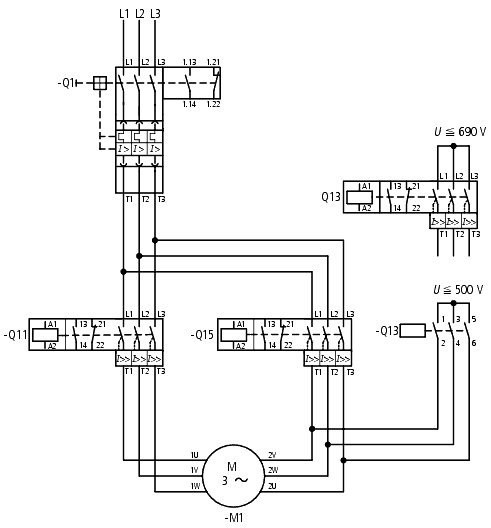 L1 L2 L3
L1 L2 L3 1.13 1.21
-Q1
1.14 1.22
I> I> I>
T1 T2 T3
U ≦ 690 V
L1 L2 L3
A1 13 21
Q13
A2 14 22
I>> I>> I>>
T1 T2 T3
U ≦ 500 V
1 3 5
-Q13
2 4 6
L1 L2 L3
A1 13 21
-Q11
A2 14 22
I>> I>> I>>
T1 T2 T3
L1 L2 L3
A1 13 21
-Q15
A2 14 22
I>> I>> I>>
T1 T2 T3
1U 2V
1V 2W
1W 2U
M
3 ~
-M1